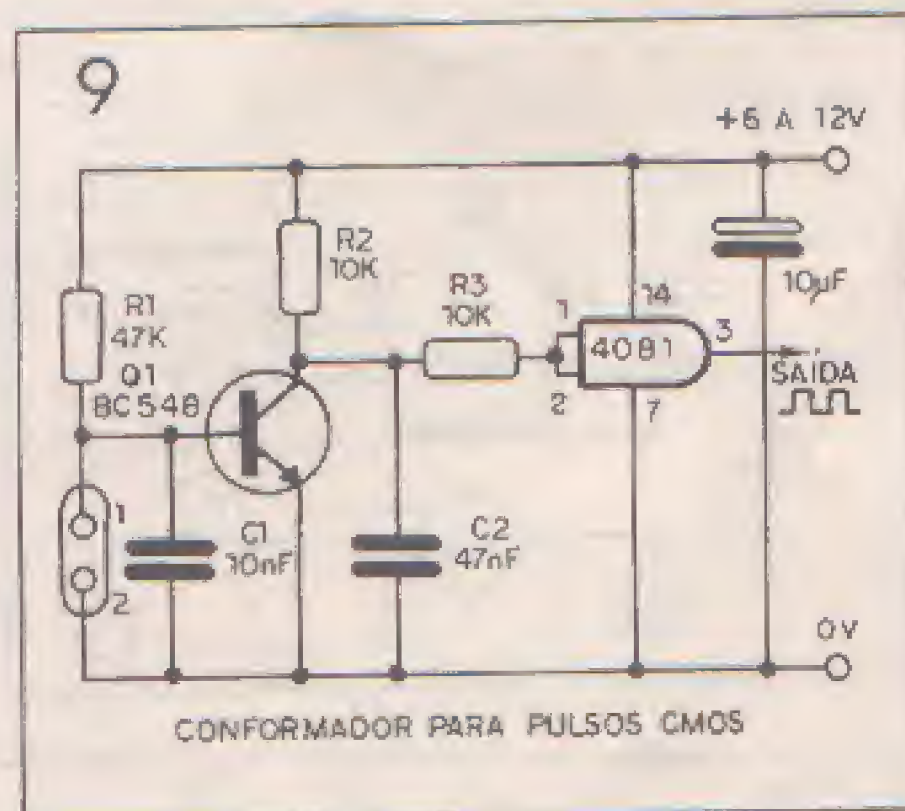 9
+6 A 12V
R2
10K
R1
47K
Q1
BC548
R3
10K
1
2
14
4081
3
7
10µF
SAÍDA
1
2
C1
10nF
C2
47nF
0V
CONFORMADOR PARA PULSOS CMOS